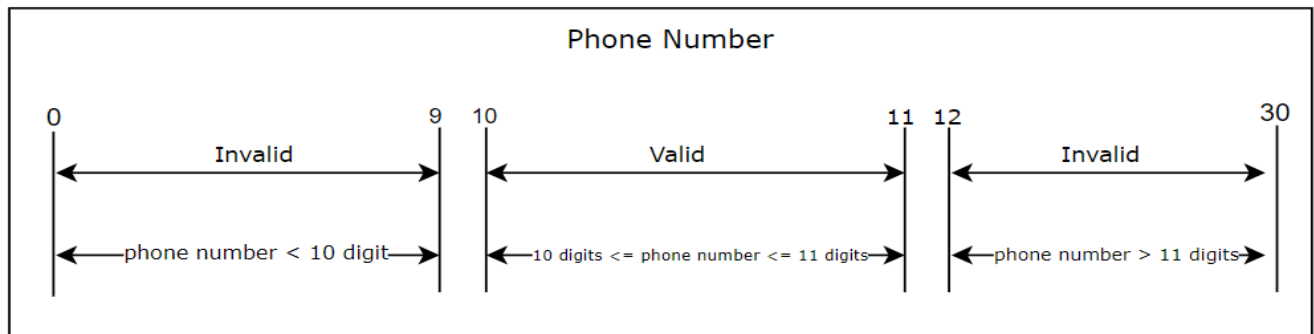 Phone Number
0 9 10 11 12 30
Invalid Valid Invalid
phone number < 10 digit 10 digits <= phone number <= 11 digits phone number > 11 digits